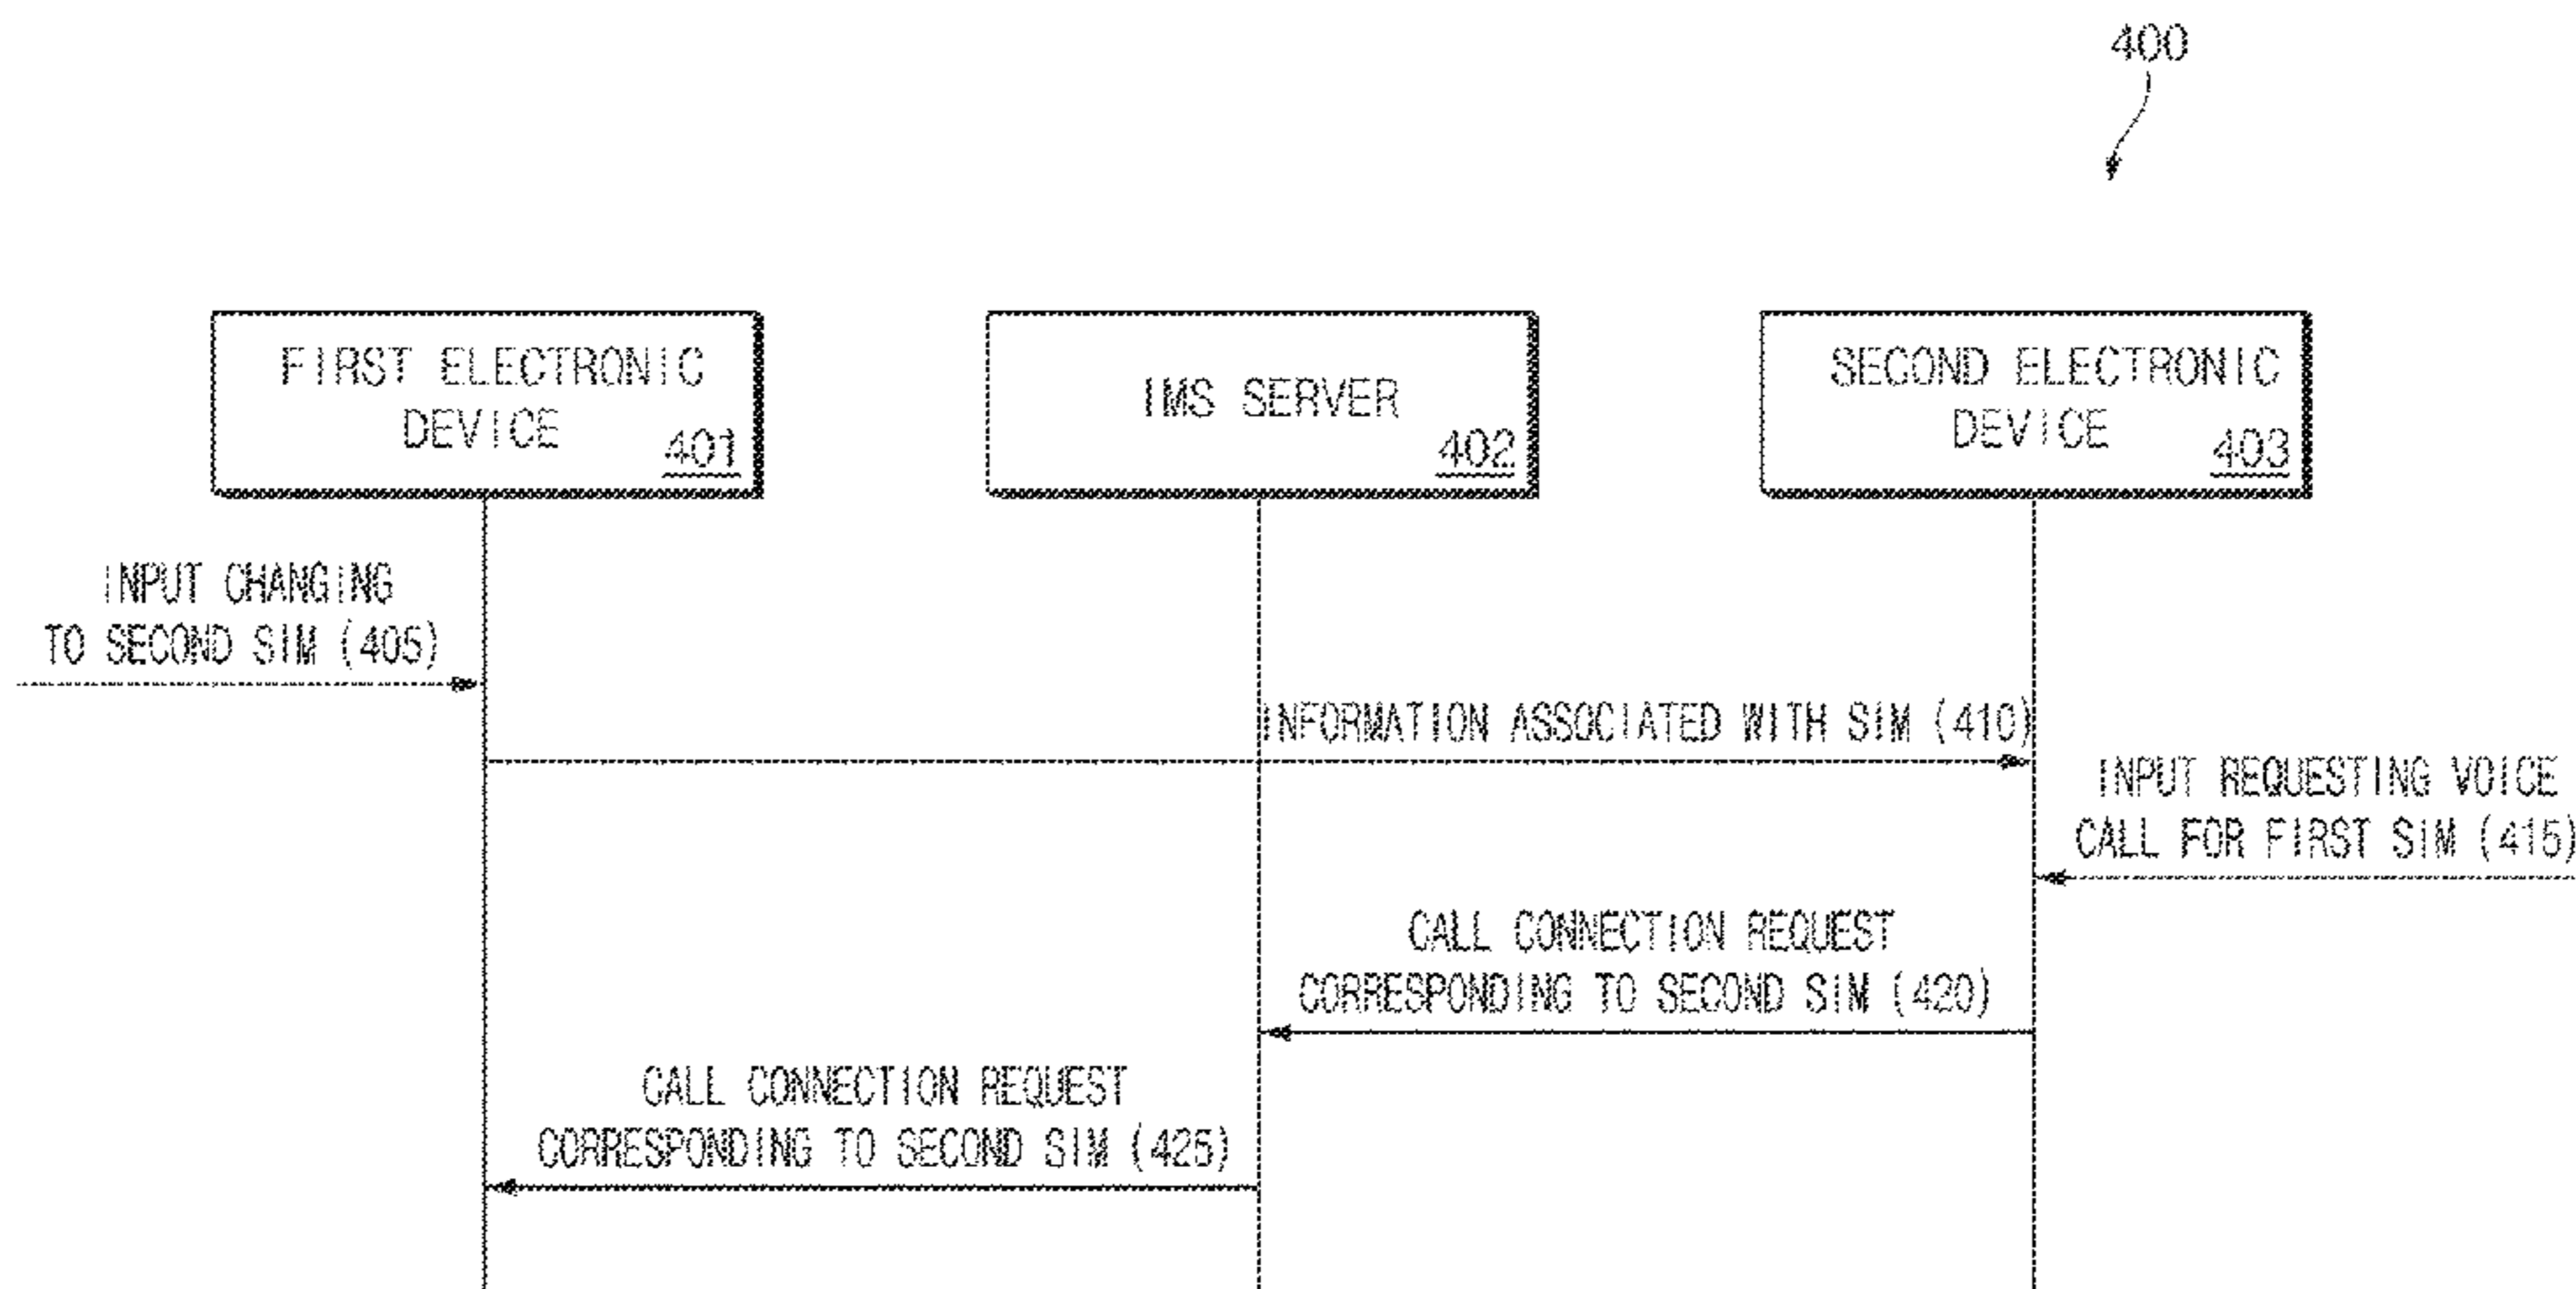 400
FIRST ELECTRONIC
DEVICE
401
IMS SERVER
402
SECOND ELECTRONIC
DEVICE
403
INPUT CHANGING
TO SECOND SIM (405)
INFORMATION ASSOCIATED WITH SIM (410)
INPUT REQUESTING VOICE
CALL FOR FIRST SIM (415)
CALL CONNECTION REQUEST
CORRESPONDING TO SECOND SIM (420)
CALL CONNECTION REQUEST
CORRESPONDING TO SECOND SIM (425)